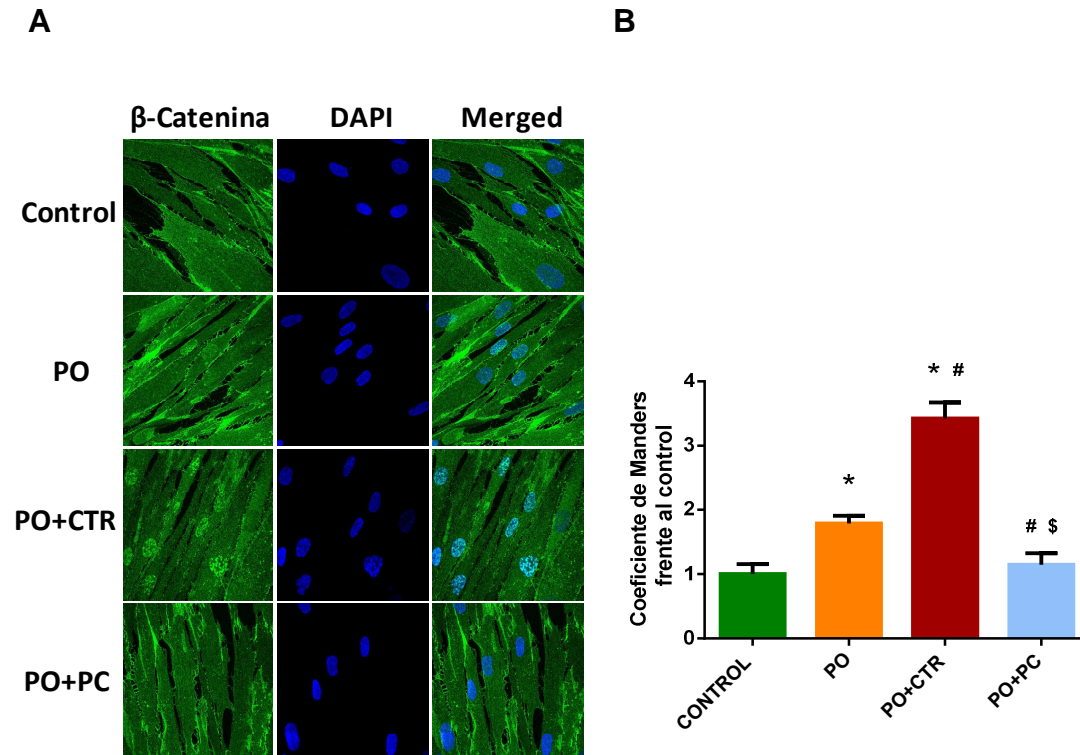 A
B
β-Catenina DAPI Merged
Control
PO
PO+CTR
PO+PC
Coeficiente de Manders
frente al control
4
3
2
1
0
*
* #
# $
CONTROL
PO
PO+CTR
PO+PC